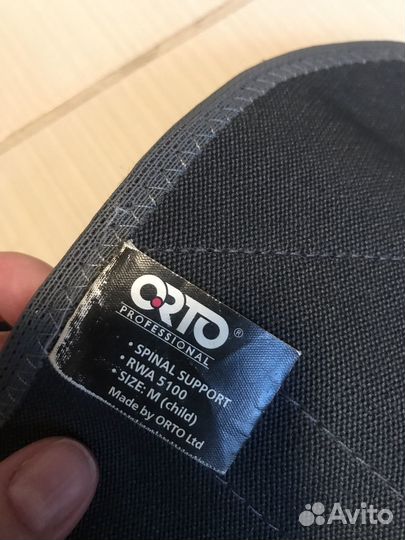 ORTO®
PROFESSIONAL
• SPINAL SUPPORT
• RWA 5100
• SIZE: M (child)
Made by ORTO Ltd
Avito